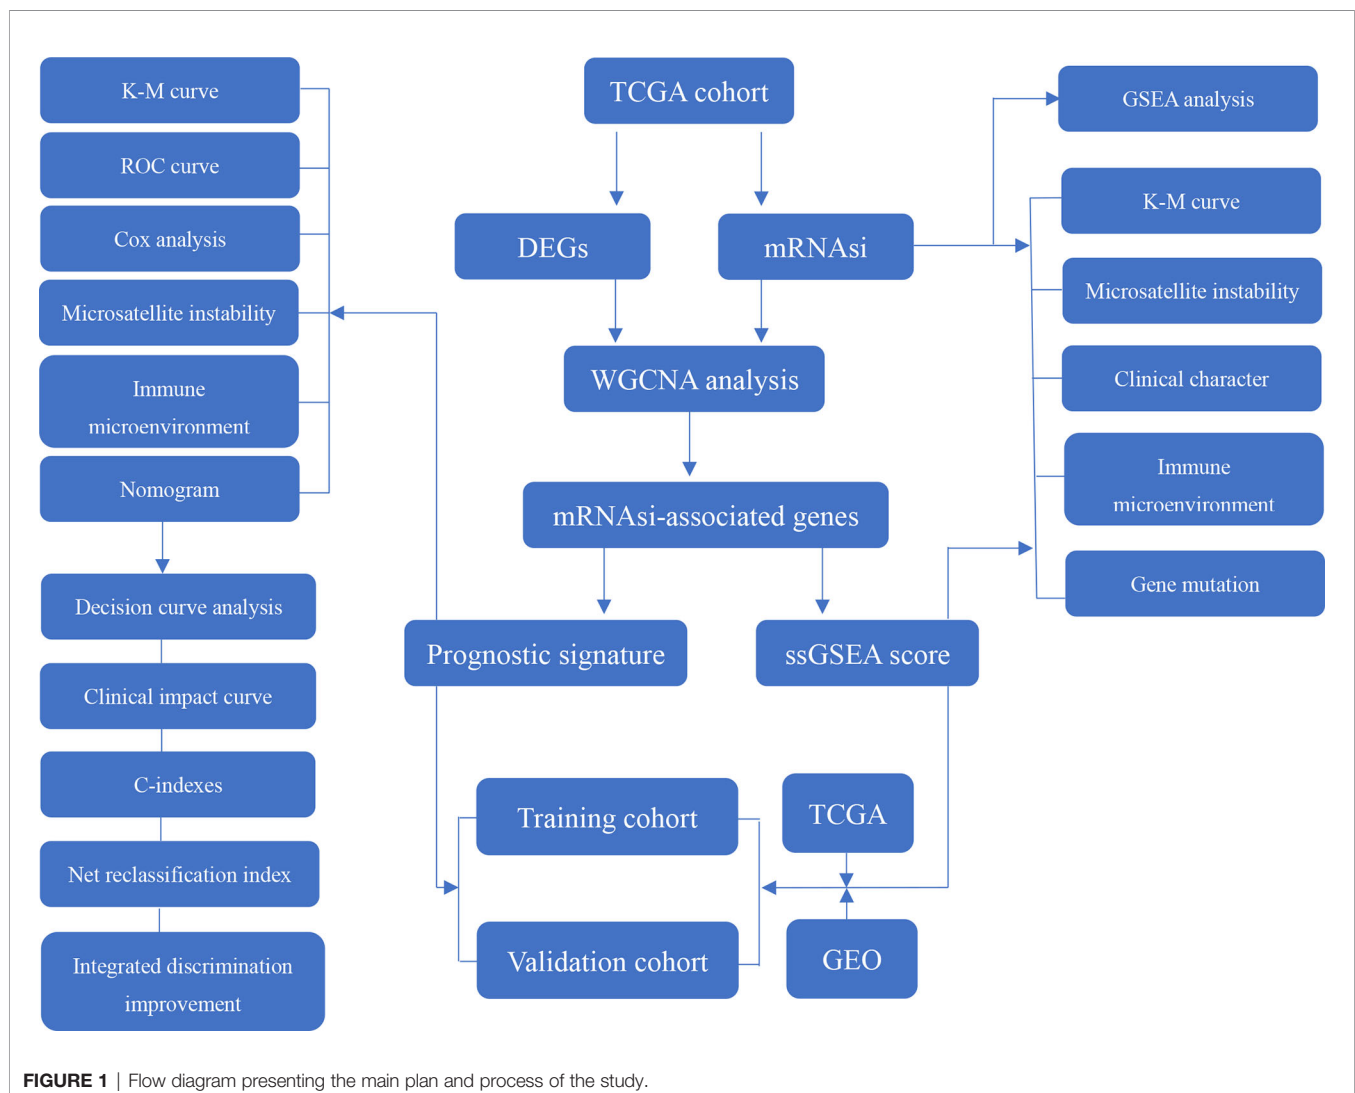 K-M curve
ROC curve
Cox analysis
Microsatellite instability
Immune
microenvironment
Nomogram
Decision curve analysis
Clinical impact curve
C-indexes
Net reclassification index
Integrated discrimination
improvement
TCGA cohort
DEGs
mRNAsi
WGCNA analysis
mRNAsi-associated genes
Prognostic signature
ssGSEA score
Training cohort
Validation cohort
TCGA
GEO
GSEA analysis
K-M curve
Microsatellite instability
Clinical character
Immune
microenvironment
Gene mutation
FIGURE 1 | Flow diagram presenting the main plan and process of the study.